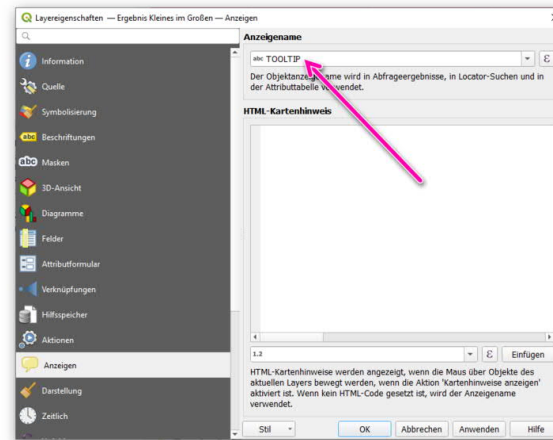 Layereigenschaften — Ergebnis Kleines im Großen — Anzeigen
Information
Quelle
Symbolisierung
abc Beschriftungen
abc Masken
3D-Ansicht
Diagramme
Felder
Attributformular
Verknüpfungen
Hilfsspeicher
Aktionen
Anzeigen
Darstellung
Zeitlich
Anzeigename
abc TOOLTIP
ε
Der Objektanzeigename wird in Abfrageergebnisse, in Locator-Suchen und in
der Attributtabelle verwendet.
HTML-Kartenhinweis
1.2
ε
Einfügen
HTML-Kartenhinweise werden angezeigt, wenn die Maus über Objekte des
aktuellen Layers bewegt werden, wenn die Aktion 'Kartenhinweise anzeigen'
aktiviert ist. Wenn kein HTML-Code gesetzt ist, wird der Anzeigename
verwendet.
Stil
OK
Abbrechen
Anwenden
Hilfe